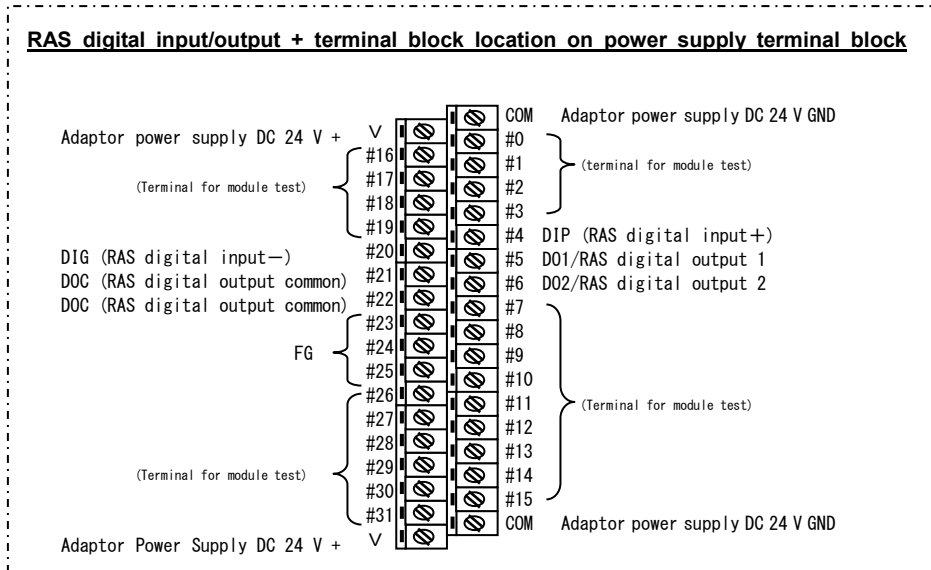 RAS digital input/output + terminal block location on power supply terminal block
COM Adaptor power supply DC 24 V GND
Adaptor power supply DC 24 V + V
#0
#16
#1
(Terminal for module test) #17
#2 (terminal for module test)
#18
#3
#19
#4 DIP (RAS digital input+)
#20
DIG (RAS digital input-)
#5 DO1/RAS digital output 1
#21
DOC (RAS digital output common)
#6 DO2/RAS digital output 2
#22
DOC (RAS digital output common)
#7
#23
#8
FG #24
#9
#25
#10
#26
#11 (Terminal for module test)
#27
#12
#28
#13
#29
(Terminal for module test)
#14
#30
#15
#31
COM Adaptor power supply DC 24 V GND
Adaptor Power Supply DC 24 V + V